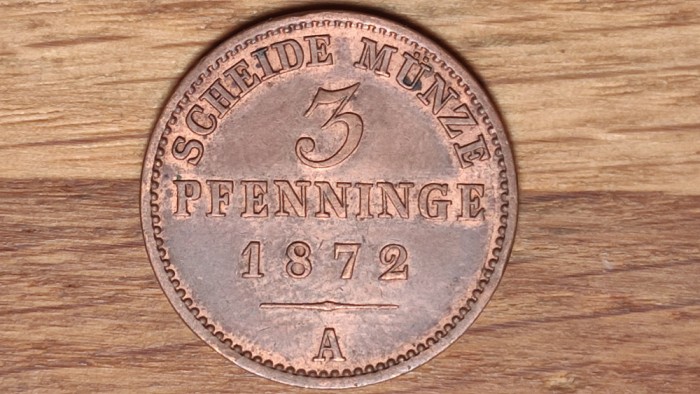 SCHEIDE MÜNZE
3
PFENNINGE
1872
A